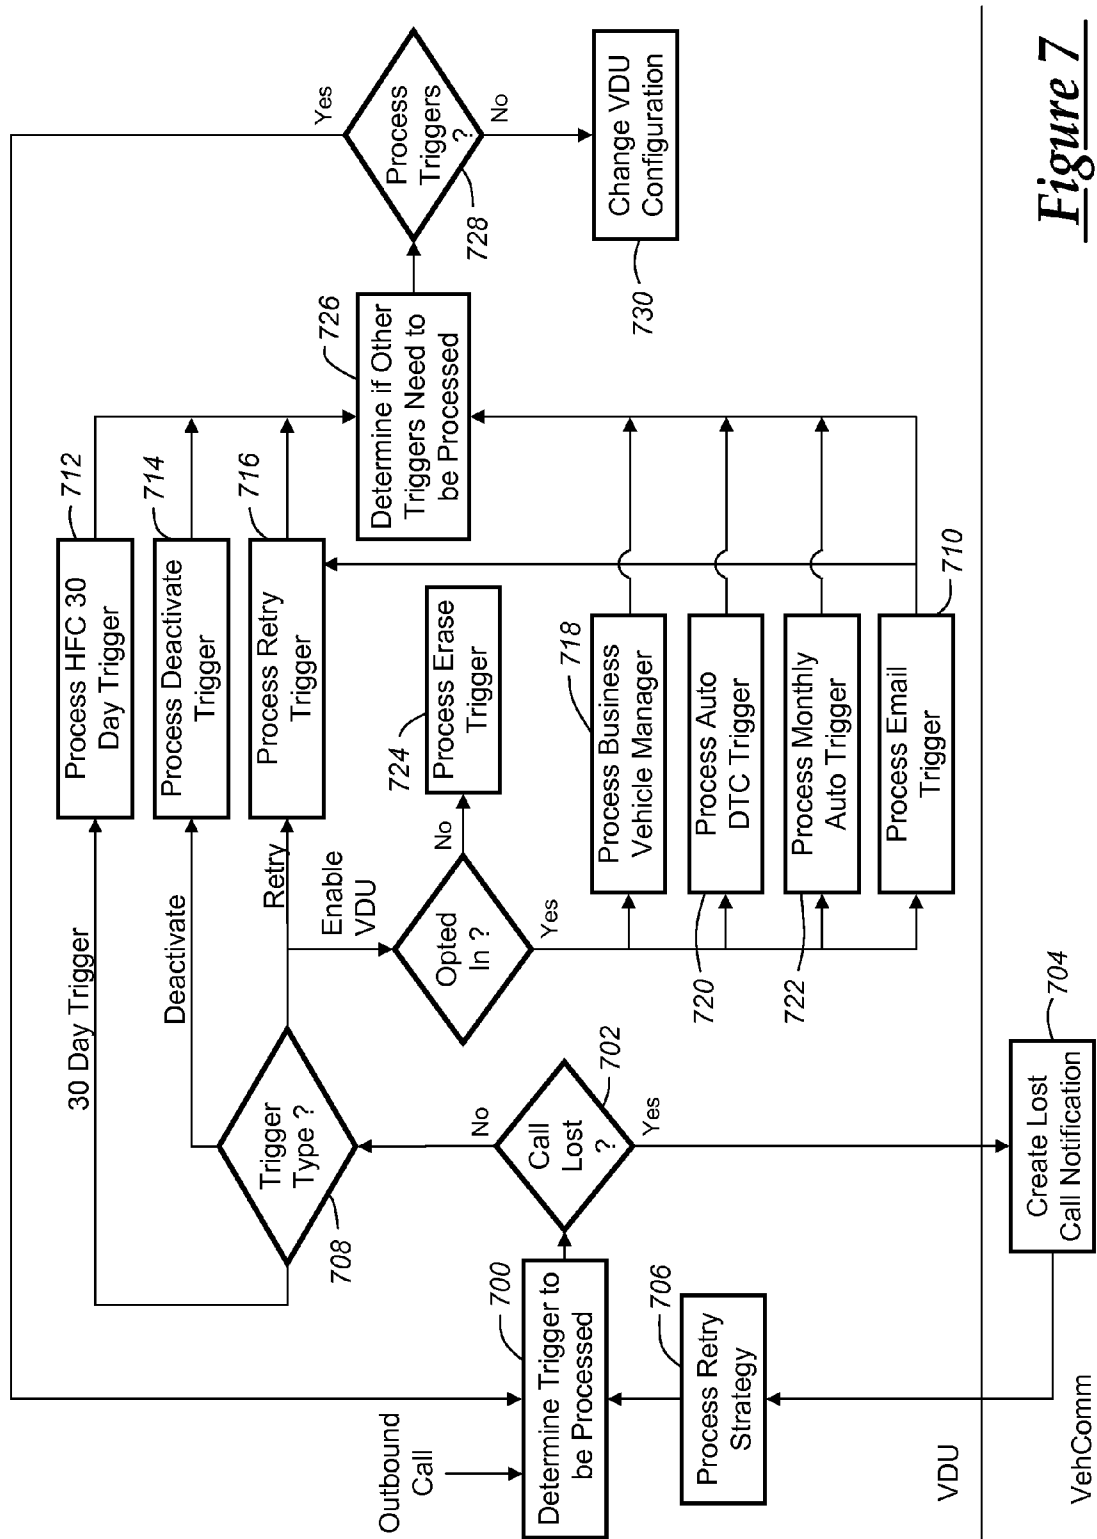 Outbound
Call
700
Determine Trigger to
be Processed
706
Process Retry
Strategy
VDU
VehComm
30 Day Trigger
Deactivate
Retry
Trigger
Type ?
708
Enable
VDU
No
Call
Lost
?
702
Yes
Create Lost
Call Notification
704
Opted
In ?
No
Yes
724
Process Erase
Trigger
Process HFC 30
Day Trigger
712
Process Deactivate
Trigger
714
Process Retry
Trigger
716
Process Business
Vehicle Manager
718
Process Auto
DTC Trigger
720
Process Monthly
Auto Trigger
722
Process Email
Trigger
710
726
Determine if Other
Triggers Need to
be Processed
Yes
Process
Triggers
?
728
No
Change VDU
Configuration
730
Figure 7